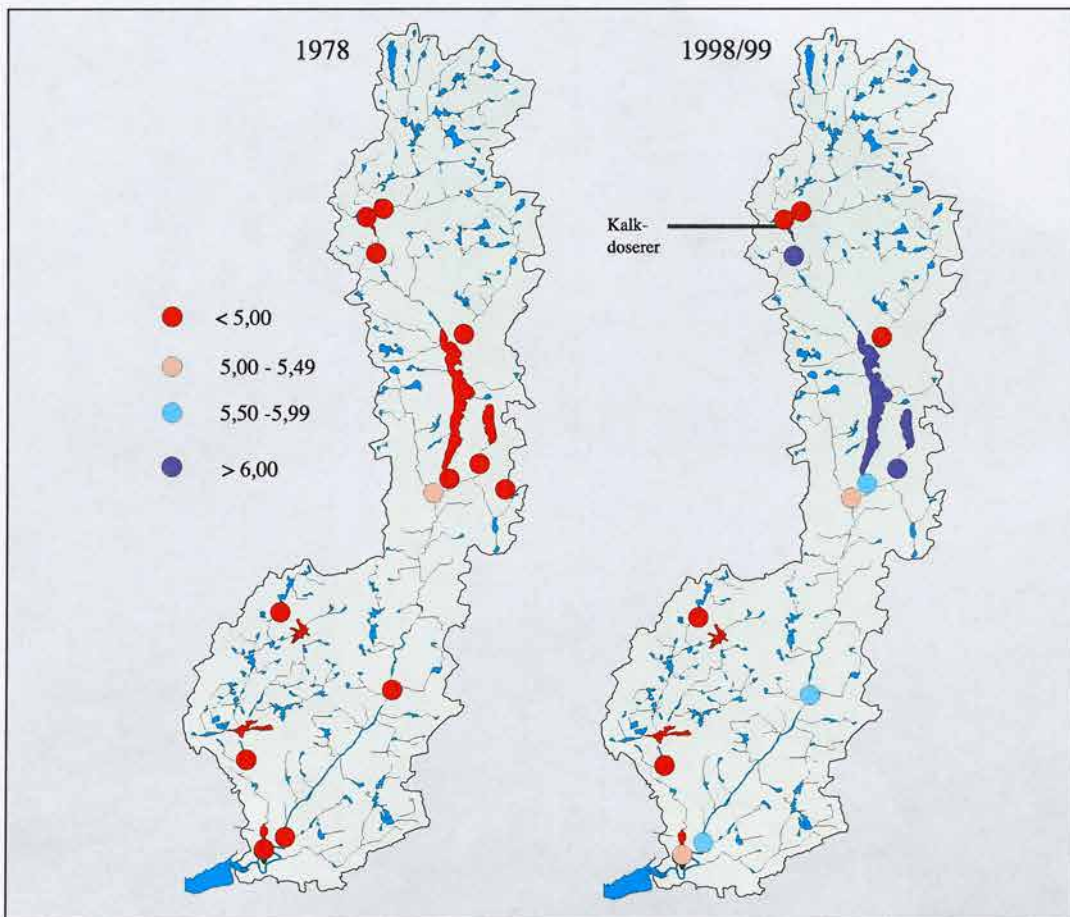 1978
1998/99
Kalk-
doserer
< 5,00
5,00 - 5,49
5,50 -5,99
> 6,00